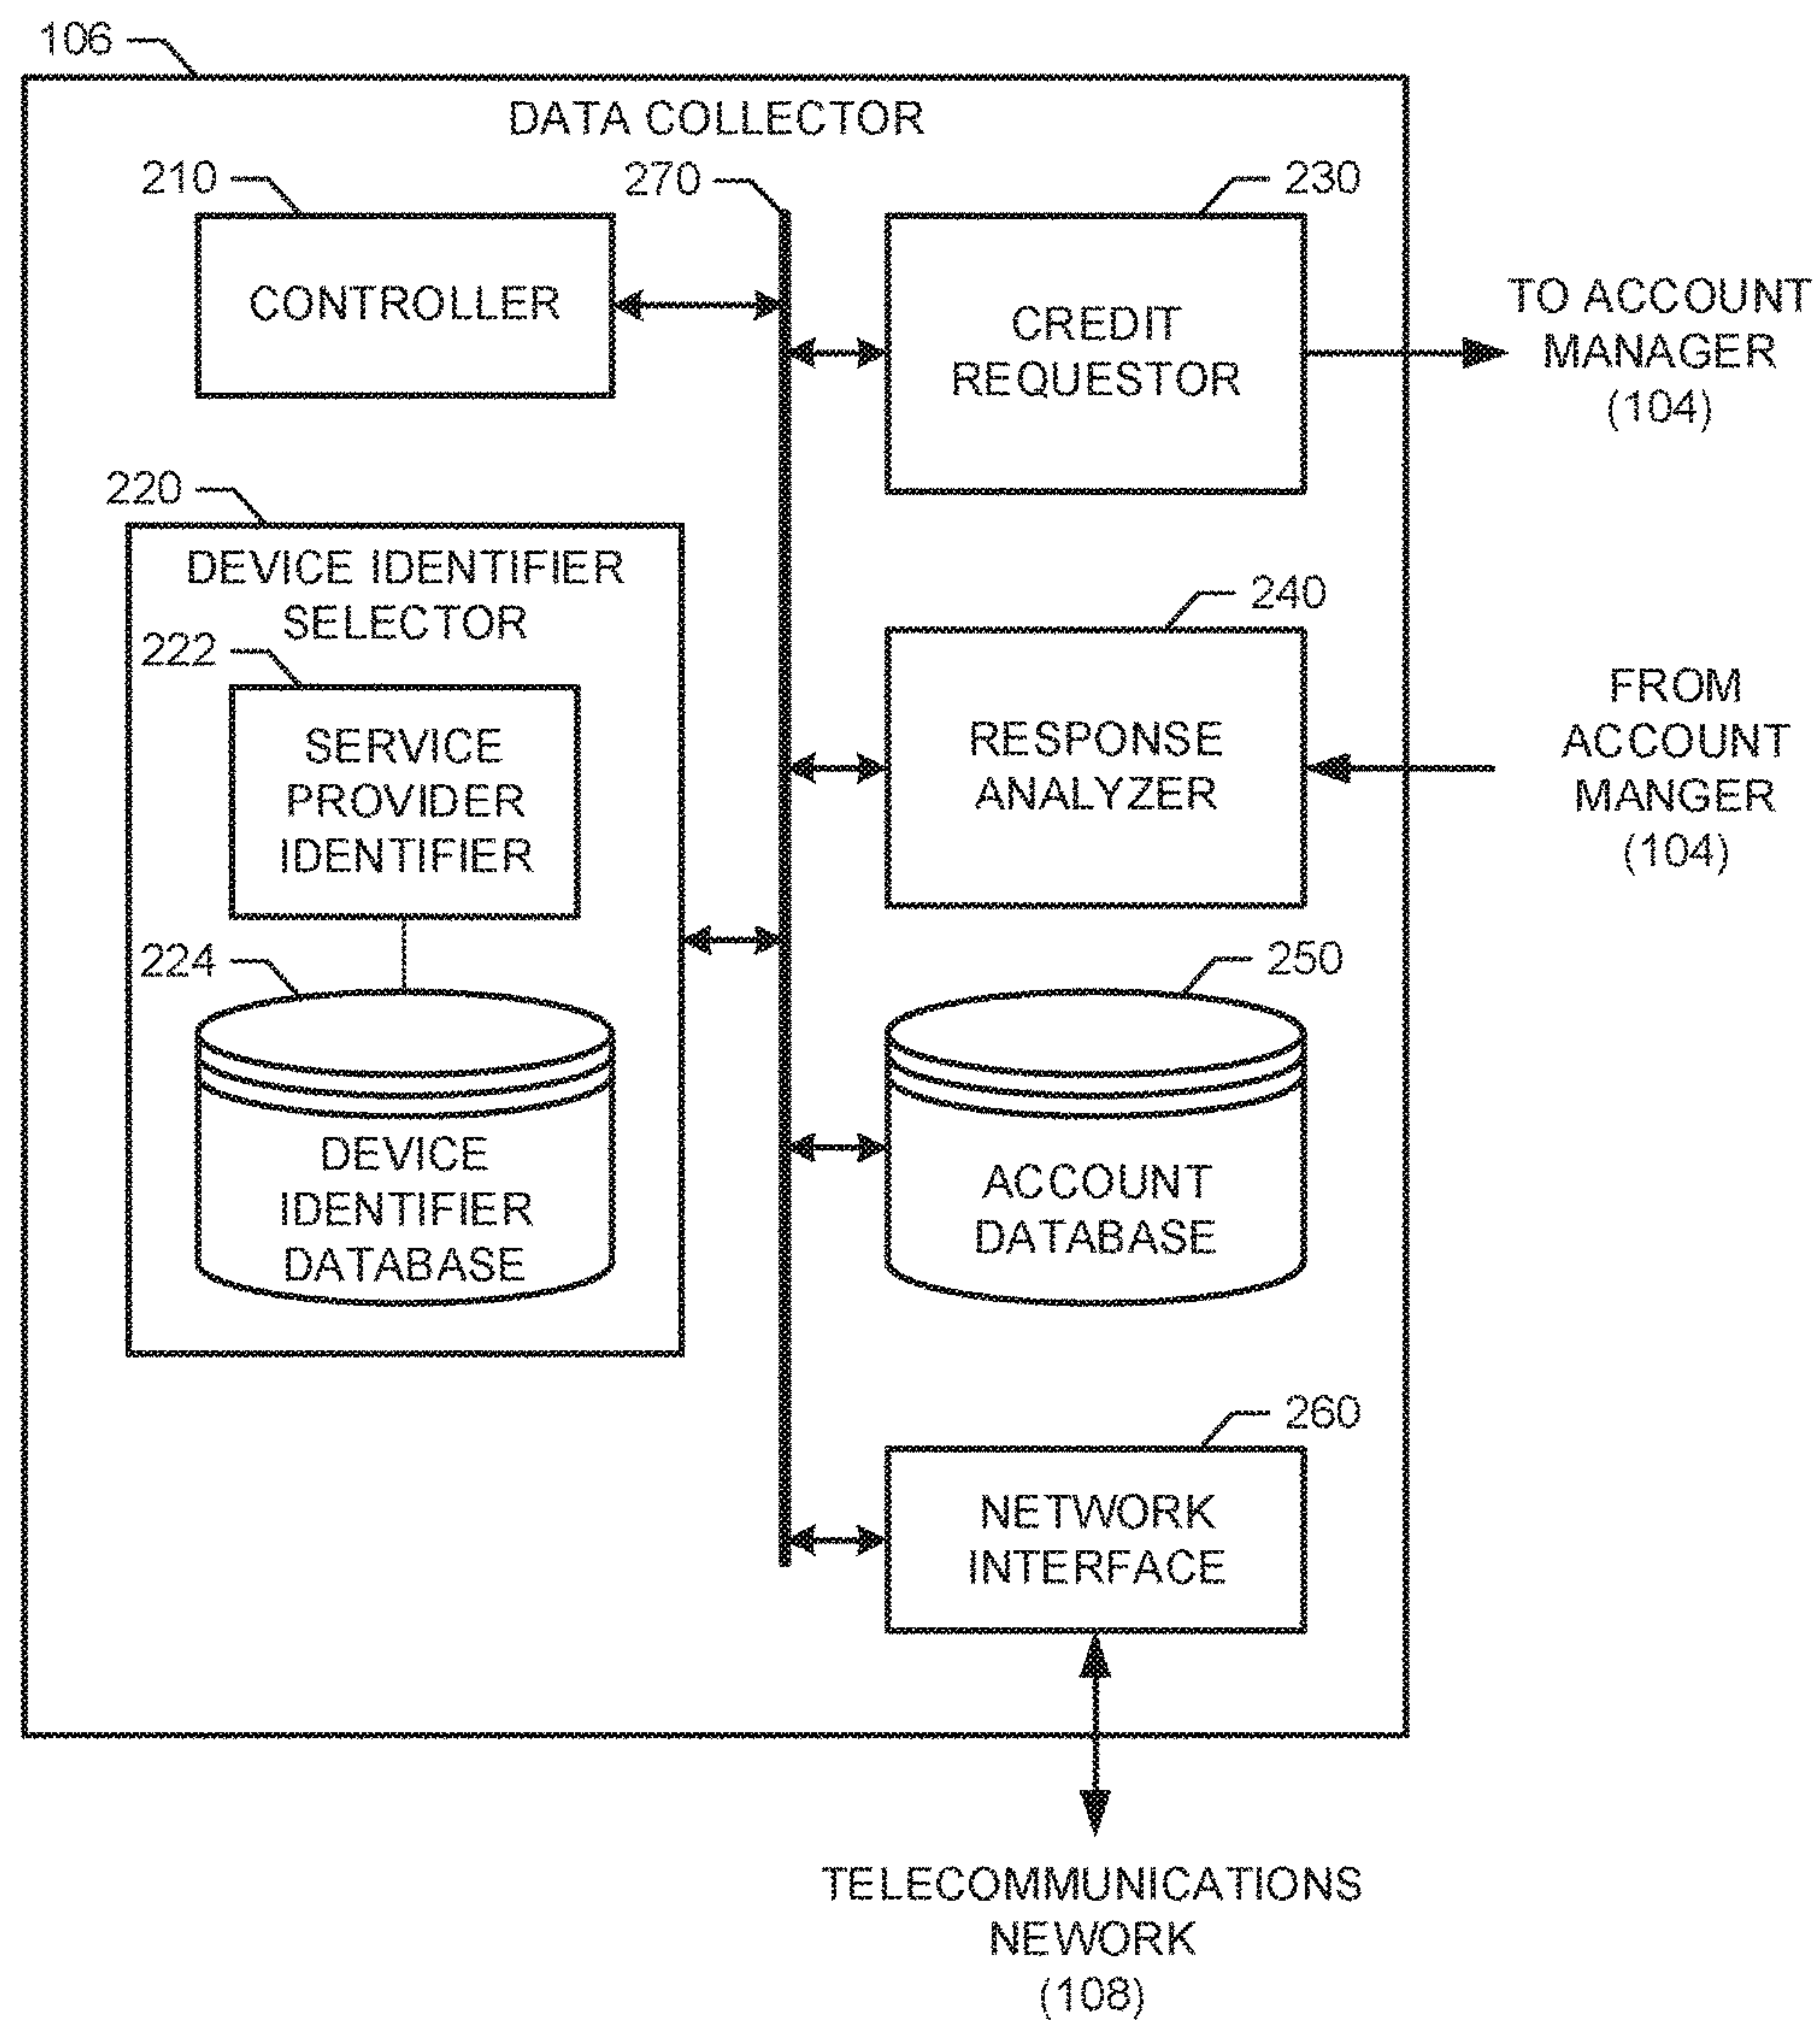 106
DATA COLLECTOR
210
270
230
CONTROLLER
CREDIT
REQUESTOR
TO ACCOUNT
MANAGER
(104)
220
DEVICE IDENTIFIER
SELECTOR
222
SERVICE
PROVIDER
IDENTIFIER
240
RESPONSE
ANALYZER
FROM
ACCOUNT
MANGER
(104)
224
DEVICE
IDENTIFIER
DATABASE
250
ACCOUNT
DATABASE
260
NETWORK
INTERFACE
TELECOMMUNICATIONS
NEWORK
(108)